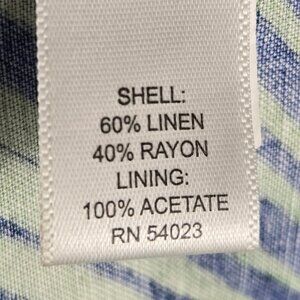 SHELL:
60% LINEN
40% RAYON
LINING:
100% ACETATE
RN 54023